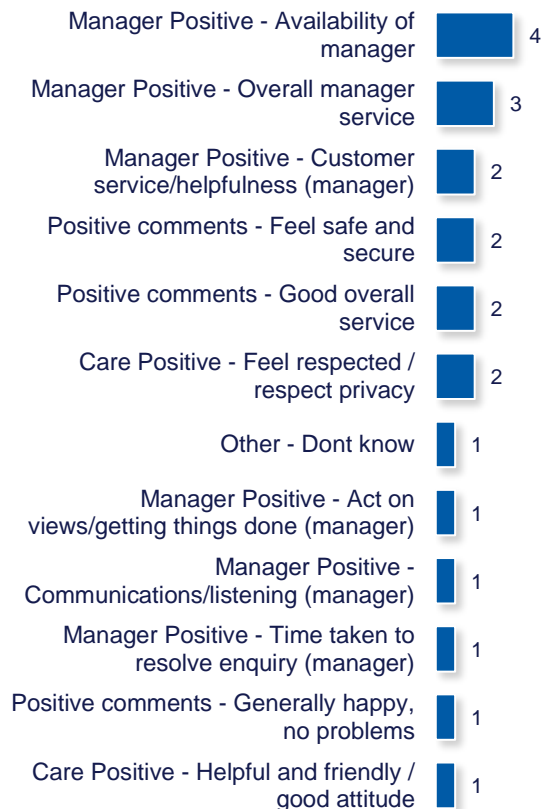 Manager Positive - Availability of
manager
4
Manager Positive - Overall manager
service
3
Manager Positive - Customer
service/helpfulness (manager)
2
Positive comments - Feel safe and
secure
2
Positive comments - Good overall
service
2
Care Positive - Feel respected /
respect privacy
2
Other - Dont know
1
Manager Positive - Act on
views/getting things done (manager)
1
Manager Positive -
Communications/listening (manager)
1
Manager Positive - Time taken to
resolve enquiry (manager)
1
Positive comments - Generally happy,
no problems
1
Care Positive - Helpful and friendly /
good attitude
1